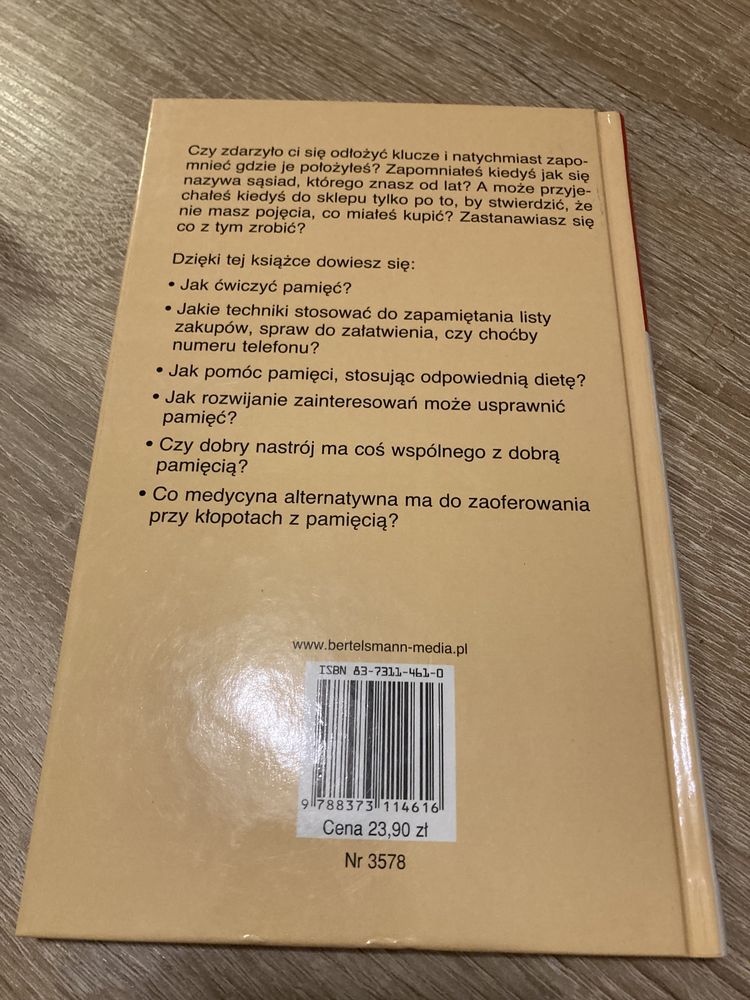 Czy zdarzyło ci się odłożyć klucze i natychmiast zapo-
mnieć gdzie je położyłeś? Zapomniałeś kiedyś jak się
nazywa sąsiad, którego znasz od lat? A może przyje-
chałeś kiedyś do sklepu tylko po to, by stwierdzić, że
nie masz pojęcia, co miałeś kupić? Zastanawiasz się
co z tym zrobić?
Dzięki tej książce dowiesz się:
• Jak ćwiczyć pamięć?
• Jakie techniki stosować do zapamiętania listy
zakupów, spraw do załatwienia, czy choćby
numeru telefonu?
• Jak pomóc pamięci, stosując odpowiednią dietę?
• Jak rozwijanie zainteresowań może usprawnić
pamięć?
• Czy dobry nastrój ma coś wspólnego z dobrą
pamięcią?
• Co medycyna alternatywna ma do zaoferowania
przy kłopotach z pamięcią?
www.bertelsmann-media.pl
ISBN 83-7311-461-0
9 788373 114616
Cena 23,90 zł
Nr 3578